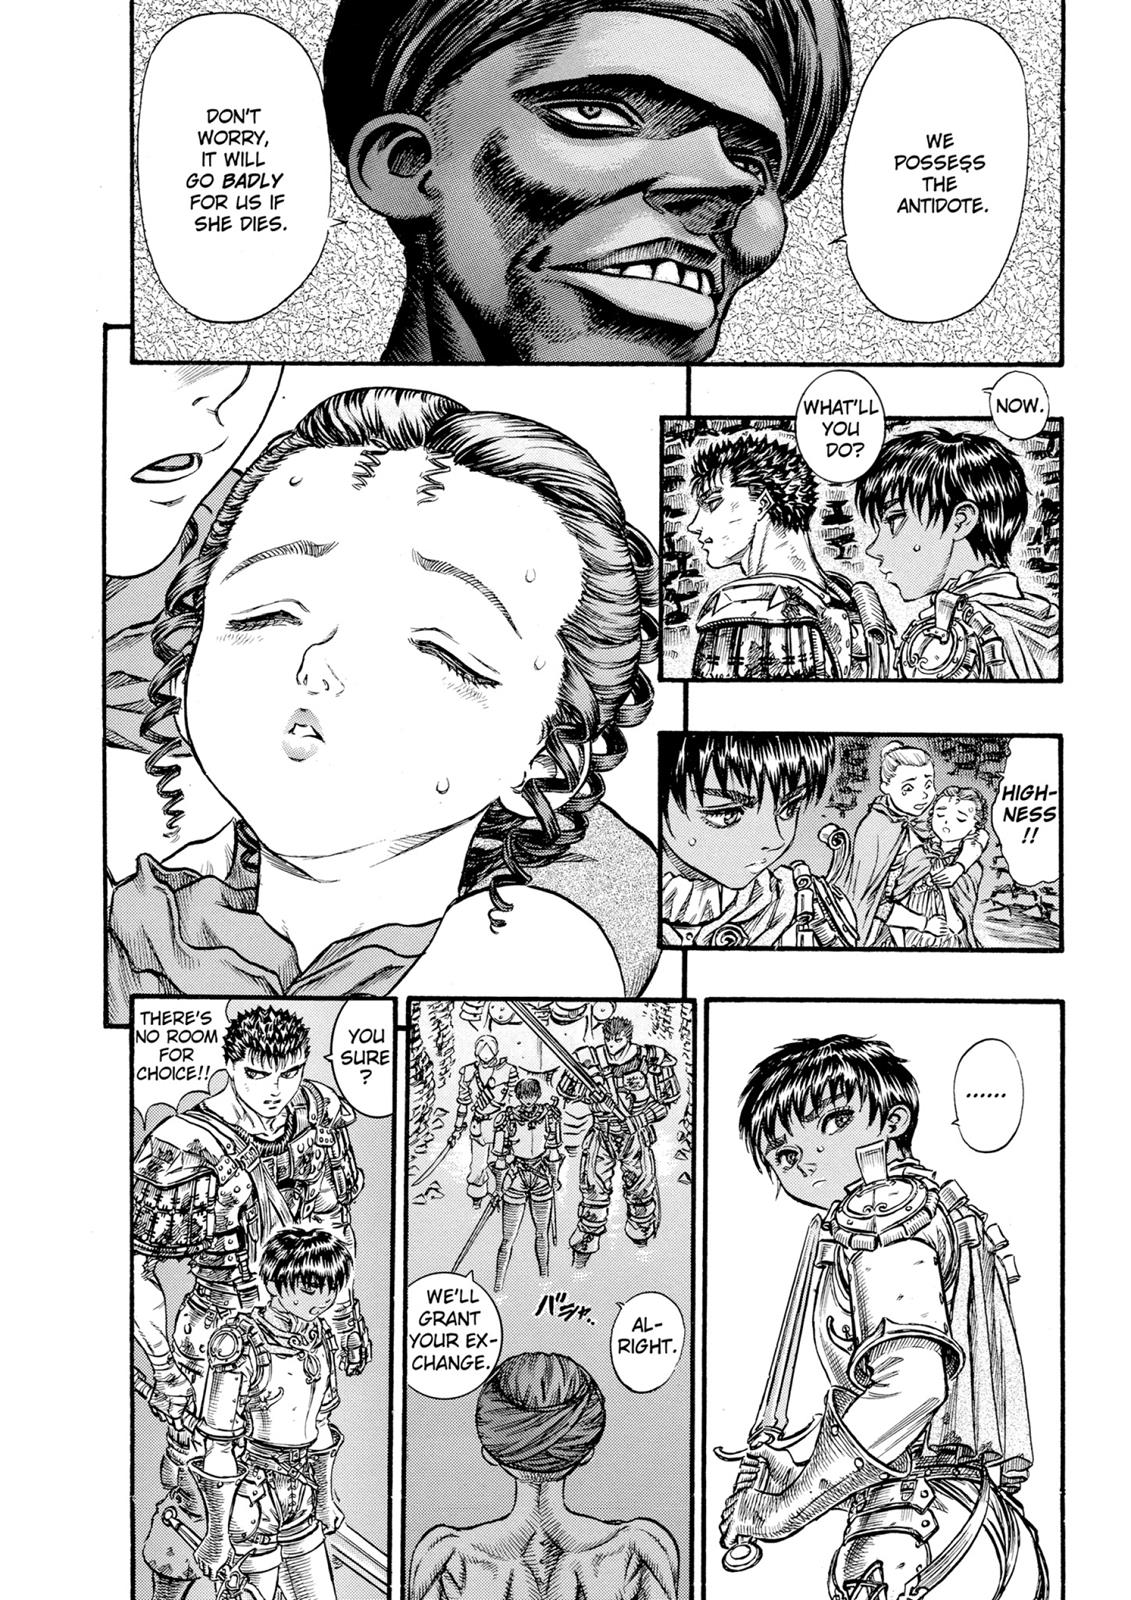 WE
POSSESS
THE
ANTIDOTE.
DON'T
WORRY,
IT WILL
GO BADLY
FOR US IF
SHE DIES.
NOW.
WHAT'LL
YOU
DO?
HIGH-
NESS
!!
......
AL-
RIGHT.
WE'LL
GRANT
YOUR EX-
CHANGE.
バシャ..
YOU
SURE
?
THERE'S
NO ROOM
FOR
CHOICE!!